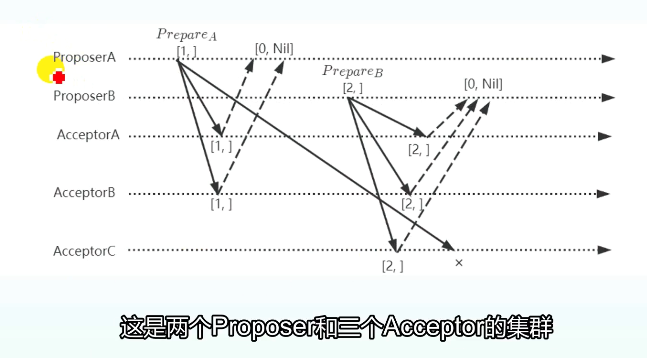 Prepare_A
[1, ]
[0, Nil]
ProposerA
Prepare_B
[2, ]
[0, Nil]
ProposerB
AcceptorA
[1, ]
[2, ]
AcceptorB
[1, ]
[2, ]
AcceptorC
[2, ]
×
这是两个Proposer和三个Acceptor的集群